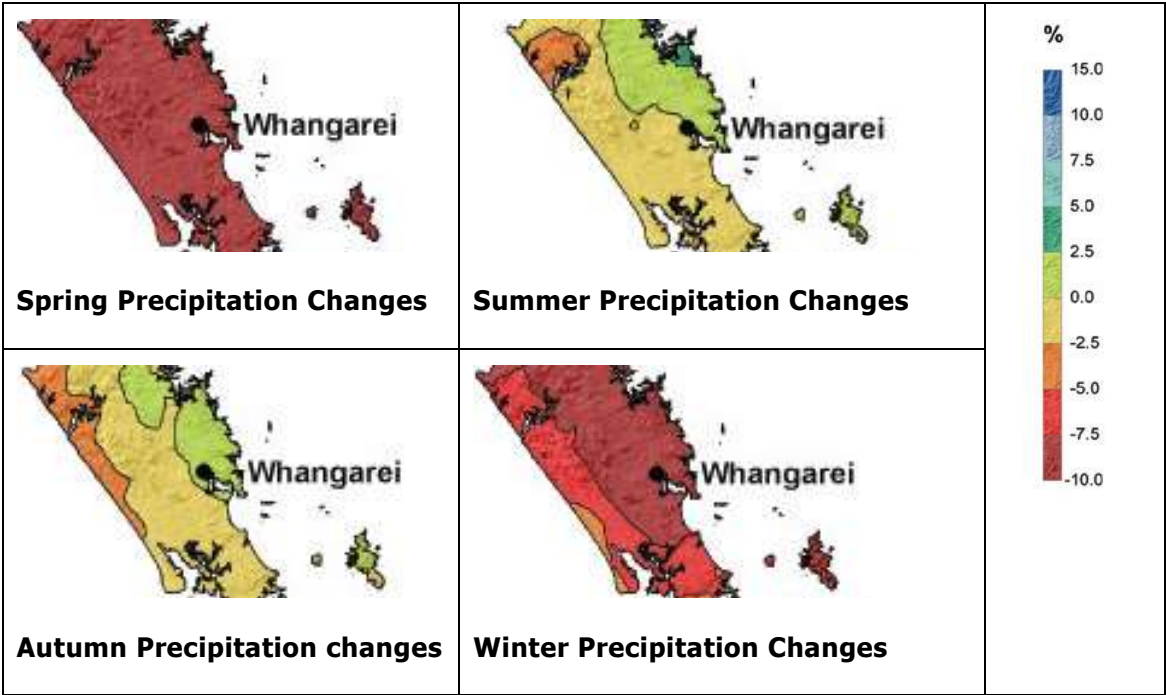 Whangarei
Spring Precipitation Changes
Whangarei
Summer Precipitation Changes
%
15.0
10.0
7.5
5.0
2.5
0.0
-2.5
-5.0
-7.5
-10.0
Whangarei
Autumn Precipitation changes
Whangarei
Winter Precipitation Changes